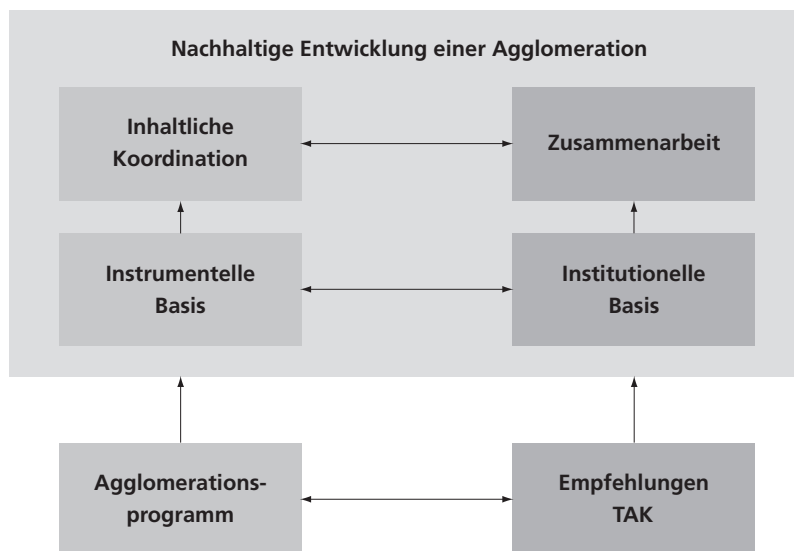 Nachhaltige Entwicklung einer Agglomeration
Inhaltliche
Koordination
Zusammenarbeit
Instrumentelle
Basis
Institutionelle
Basis
Agglomerations-
programm
Empfehlungen
TAK